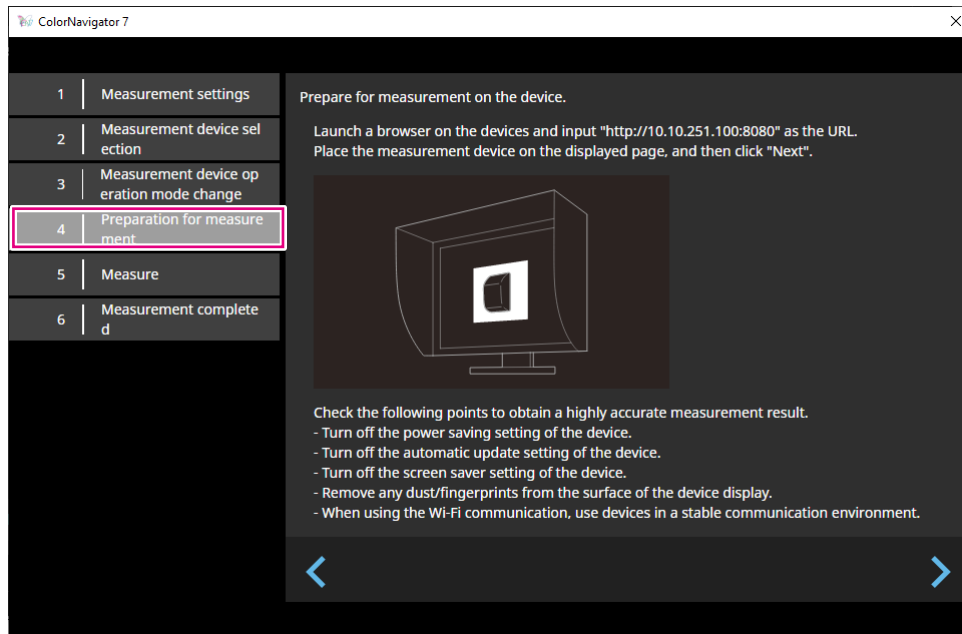 ColorNavigator 7
1 Measurement settings
2 Measurement device sel
ection
3 Measurement device op
eration mode change
4 Preparation for measure
ment
5 Measure
6 Measurement complete
d
Prepare for measurement on the device.
Launch a browser on the devices and input "http://10.10.251.100:8080" as the URL.
Place the measurement device on the displayed page, and then click "Next".
Check the following points to obtain a highly accurate measurement result.
- Turn off the power saving setting of the device.
- Turn off the automatic update setting of the device.
- Turn off the screen saver setting of the device.
- Remove any dust/fingerprints from the surface of the device display.
- When using the Wi-Fi communication, use devices in a stable communication environment.